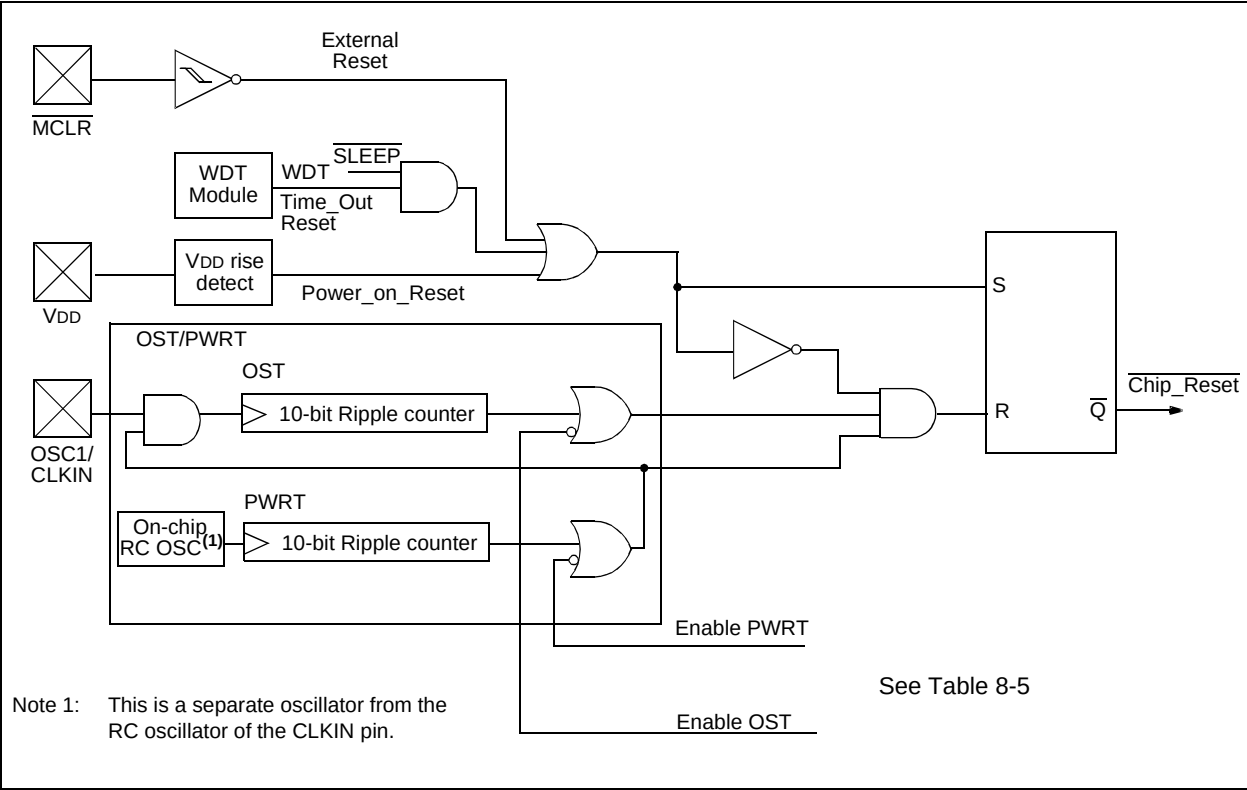 External
Reset
MCLR
SLEEP
WDT
Module
WDT
Time_Out
Reset
VDD rise
detect
Power_on_Reset
VDD
S
OST/PWRT
OST
10-bit Ripple counter
OSC1/
CLKIN
Chip_Reset
R
Q
PWRT
On-chip
RC OSC(1)
10-bit Ripple counter
Enable PWRT
See Table 8-5
Enable OST
Note 1: This is a separate oscillator from the
RC oscillator of the CLKIN pin.